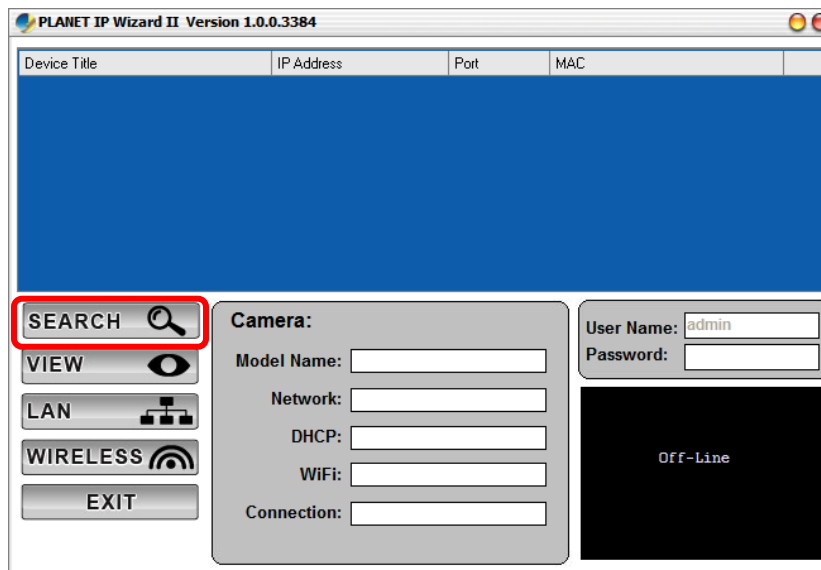 PLANET IP Wizard II Version 1.0.0.3384
Device Title IP Address Port MAC
SEARCH
VIEW
LAN
WIRELESS
EXIT
Camera:
Model Name:
Network:
DHCP:
WiFi:
Connection:
User Name: admin
Password:
Off-Line